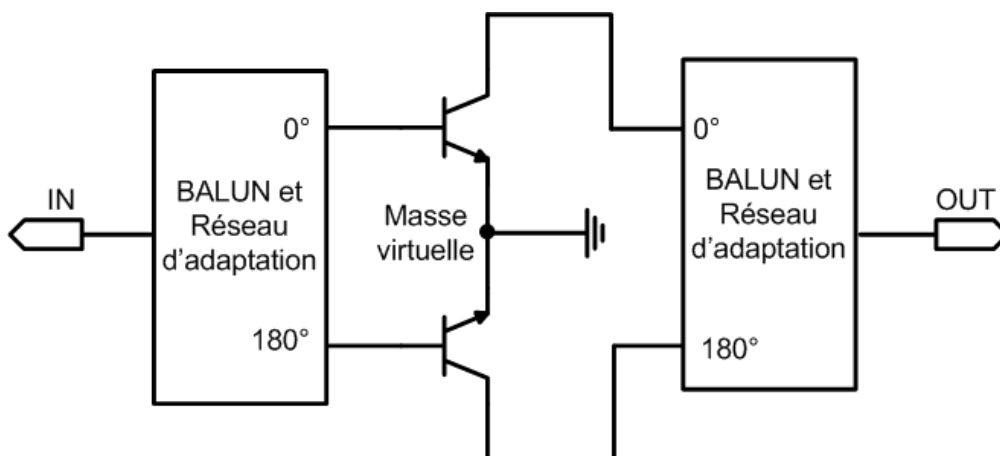 IN
BALUN et
Réseau
d'adaptation
0°
180°
Masse
virtuelle
0°
BALUN et
Réseau
d'adaptation
180°
OUT